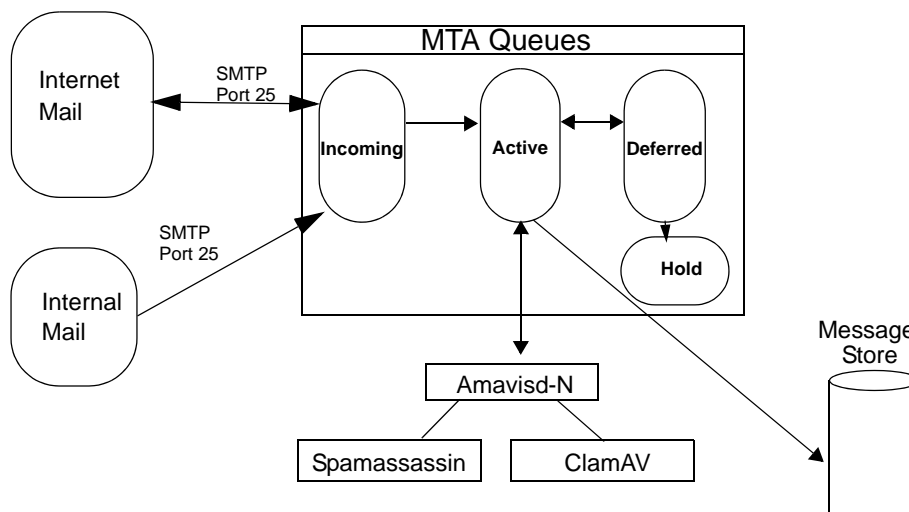 MTA Queues
Internet
Mail
SMTP
Port 25
Incoming
Active
Deferred
Hold
SMTP
Port 25
Internal
Mail
Message
Store
Amavisd-N
Spamassassin
ClamAV